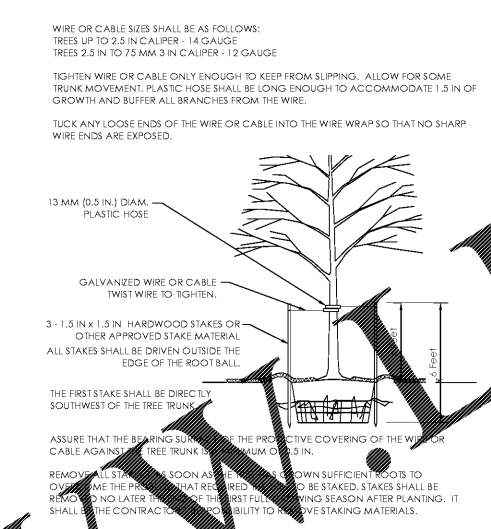 WIRE OR CABLE SIZES SHALL BE AS FOLLOWS:
TREES UP TO 2.5 IN CALIPER - 14 GAUGE
TREES 2.5 IN TO 75 MM 3 IN CALIPER - 12 GAUGE
TIGHTEN WIRE OR CABLE ONLY ENOUGH TO KEEP FROM SLIPPING. ALLOW FOR SOME
TRUNK MOVEMENT. PLASTIC HOSE SHALL BE LONG ENOUGH TO ACCOMMODATE 1.5 IN OF
GROWTH AND BUFFER ALL BRANCHES FROM THE WIRE.
TUCK ANY LOOSE ENDS OF THE WIRE OR CABLE INTO THE WIRE WRAP SO THAT NO SHARP
WIRE ENDS ARE EXPOSED.
13 MM (0.5 IN.) DIAM.
PLASTIC HOSE
GALVANIZED WIRE OR CABLE
TWIST WIRE TO TIGHTEN.
3 - 1.5 IN x 1.5 IN HARDWOOD STAKES OR
OTHER APPROVED STAKE MATERIAL
ALL STAKES SHALL BE DRIVEN OUTSIDE THE
EDGE OF THE ROOT BALL.
Feet
6 Feet
THE FIRST STAKE SHALL BE DIRECTLY
SOUTHWEST OF THE TREE TRUNK
ASSURE THAT THE BEARING OF THE PROTECTIVE COVERING OF THE WIRE OR
CABLE AGAINST TREE TRUNK IS 0.5 IN.
REMOVE ALL AS SOON AS THE GROWN SUFFICIENT ROOTS TO
THE THAT REQUIRED BE STAKED. STAKES SHALL BE
REMOVED NO LATER OF THE FIRST FULL GROWING SEASON AFTER PLANTING. IT
SHALL BE THE CONTRACTOR TO REMOVE STAKING MATERIALS.